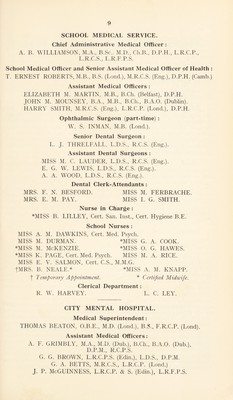 9
SCHOOL MEDICAL SERVICE.
Chief Administrative Medical Officer:
A. B. WILLIAMSON, M.A., B.Sc., M.D., Ch.B., D.P.H., L.R.C.P.,
L.R.C.S., L.R.F.P.S.
School Medical Officer and Senior Assistant Medical Officer of Health:
T. ERNEST ROBERTS, M.B., B.S. (Lond.), M.R.C.S. (Eng.), D.P.H. (Camb.)
Assistant Medical Officers:
ELIZABETH M. MARTIN, M.B., B.Ch. (Belfast), D.P.H.
JOHN M. MOUNSEY, B.A., M.B., B.Ch., B.A.O. (Dublin).
HARRY SMITH, M.R.C.S. (Eng.), L.R.C.P. (Lond.), D.P.H.
Ophthalmic Surgeon (part-time):
W. S. INMAN, M.B. (Lond.).
Senior Dental Surgeon:
L. J. THRELFALL, L.D.S., R.C.S. (Eng.).
Assistant Dental Surgeons:
MISS M. C. LAUDER, L.D.S., R.C.S. (Eng.).
E. G. W. LEWIS, L.D.S., R.C.S. (Eng.).
A. A. WOOD, L.D.S., R.C.S. (Eng.).
Dental Clerk-Attendants:
MRS. F. N. BESFORD. MISS M. FERBRACHE.
MRS. E. M. PAY. MISS I. G. SMITH.
Nurse in Charge:
*MISS B. LILLEY, Cert. San. Inst., Cert. Hygiene B.E.
School Nurses:
MISS A. M. DAWKINS, Cert. Med. Psych.
MISS M. DURMAN. *MISS G. A. COOK.
MISS M. McKENZIE. *MISS O. G. HAWES.
*MISS K. PAGE, Cert. Med. Psych. MISS M. A. RICE.
MISS E. Y. SALMON, Cert. C.S., M.M.G.
†MRS. B. NEALE.* *MISS A. M. KNAPP.
† Temporary Appointment. * Certified Midwife.
Clerical Department:
R. W. HARVEY. L. C. LEY.
CITY MENTAL HOSPITAL.
Medical Superintendent:
THOMAS BEATON, O.B.E., M.D. (Lond.), B.S., F.R.C.P. (Lond).
Assistant Medical Officers:
A. F. GRIMBLY, M.A., M.D. (Dub.), B.Ch., B.A.O. (Dub.),
D.P.M., R.C.P.S.
G. G. BROWN, L.R.C.P.S. (Edin.), L.D.S., D.P.M.
G. A. BETTS, M.R.C.S., L.R.C.P. (Lond.)
J. P. McGUINNESS, L.R.C.P. & S. (Edin.), L.R.F.P.S.